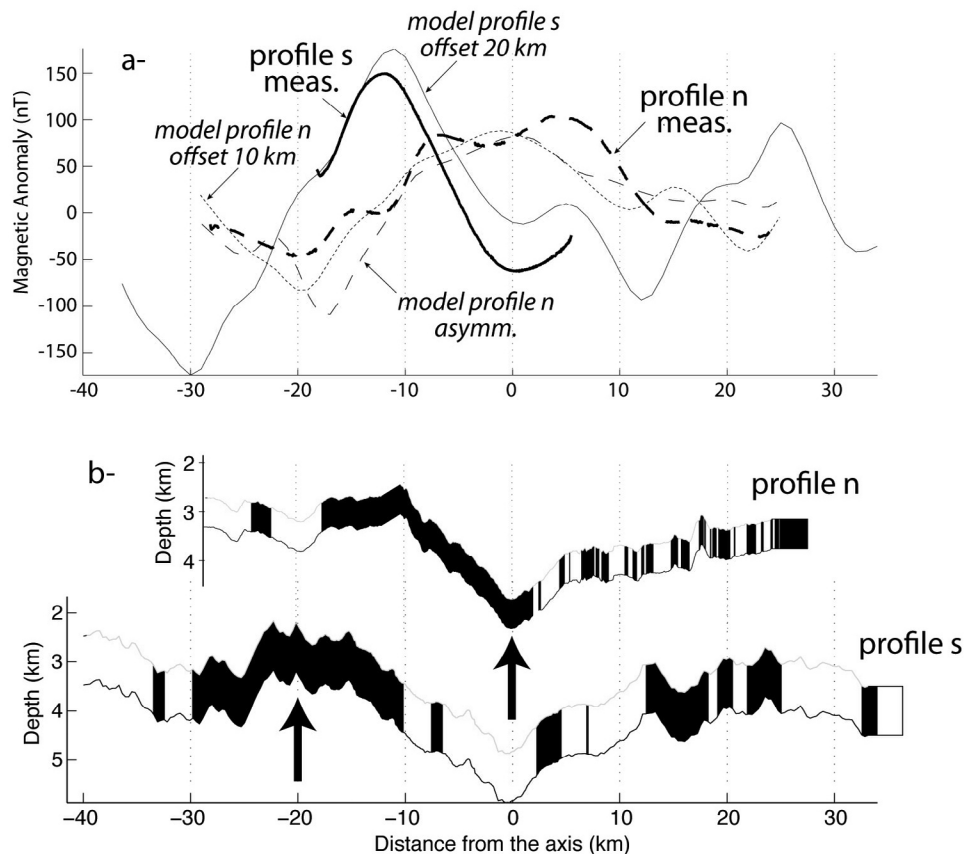 a-
model profile s
offset 20 km
profile s
meas.
profile n
meas.
model profile n
offset 10 km
model profile n
asymm.
Magnetic Anomaly (nT)
150
100
50
0
-50
-100
-150
-40
-30
-20
-10
0
10
20
30
b-
profile n
Depth (km)
2
3
4
profile s
Depth (km)
2
3
4
5
−40
−30
−20
−10
0
10
20
30
Distance from the axis (km)